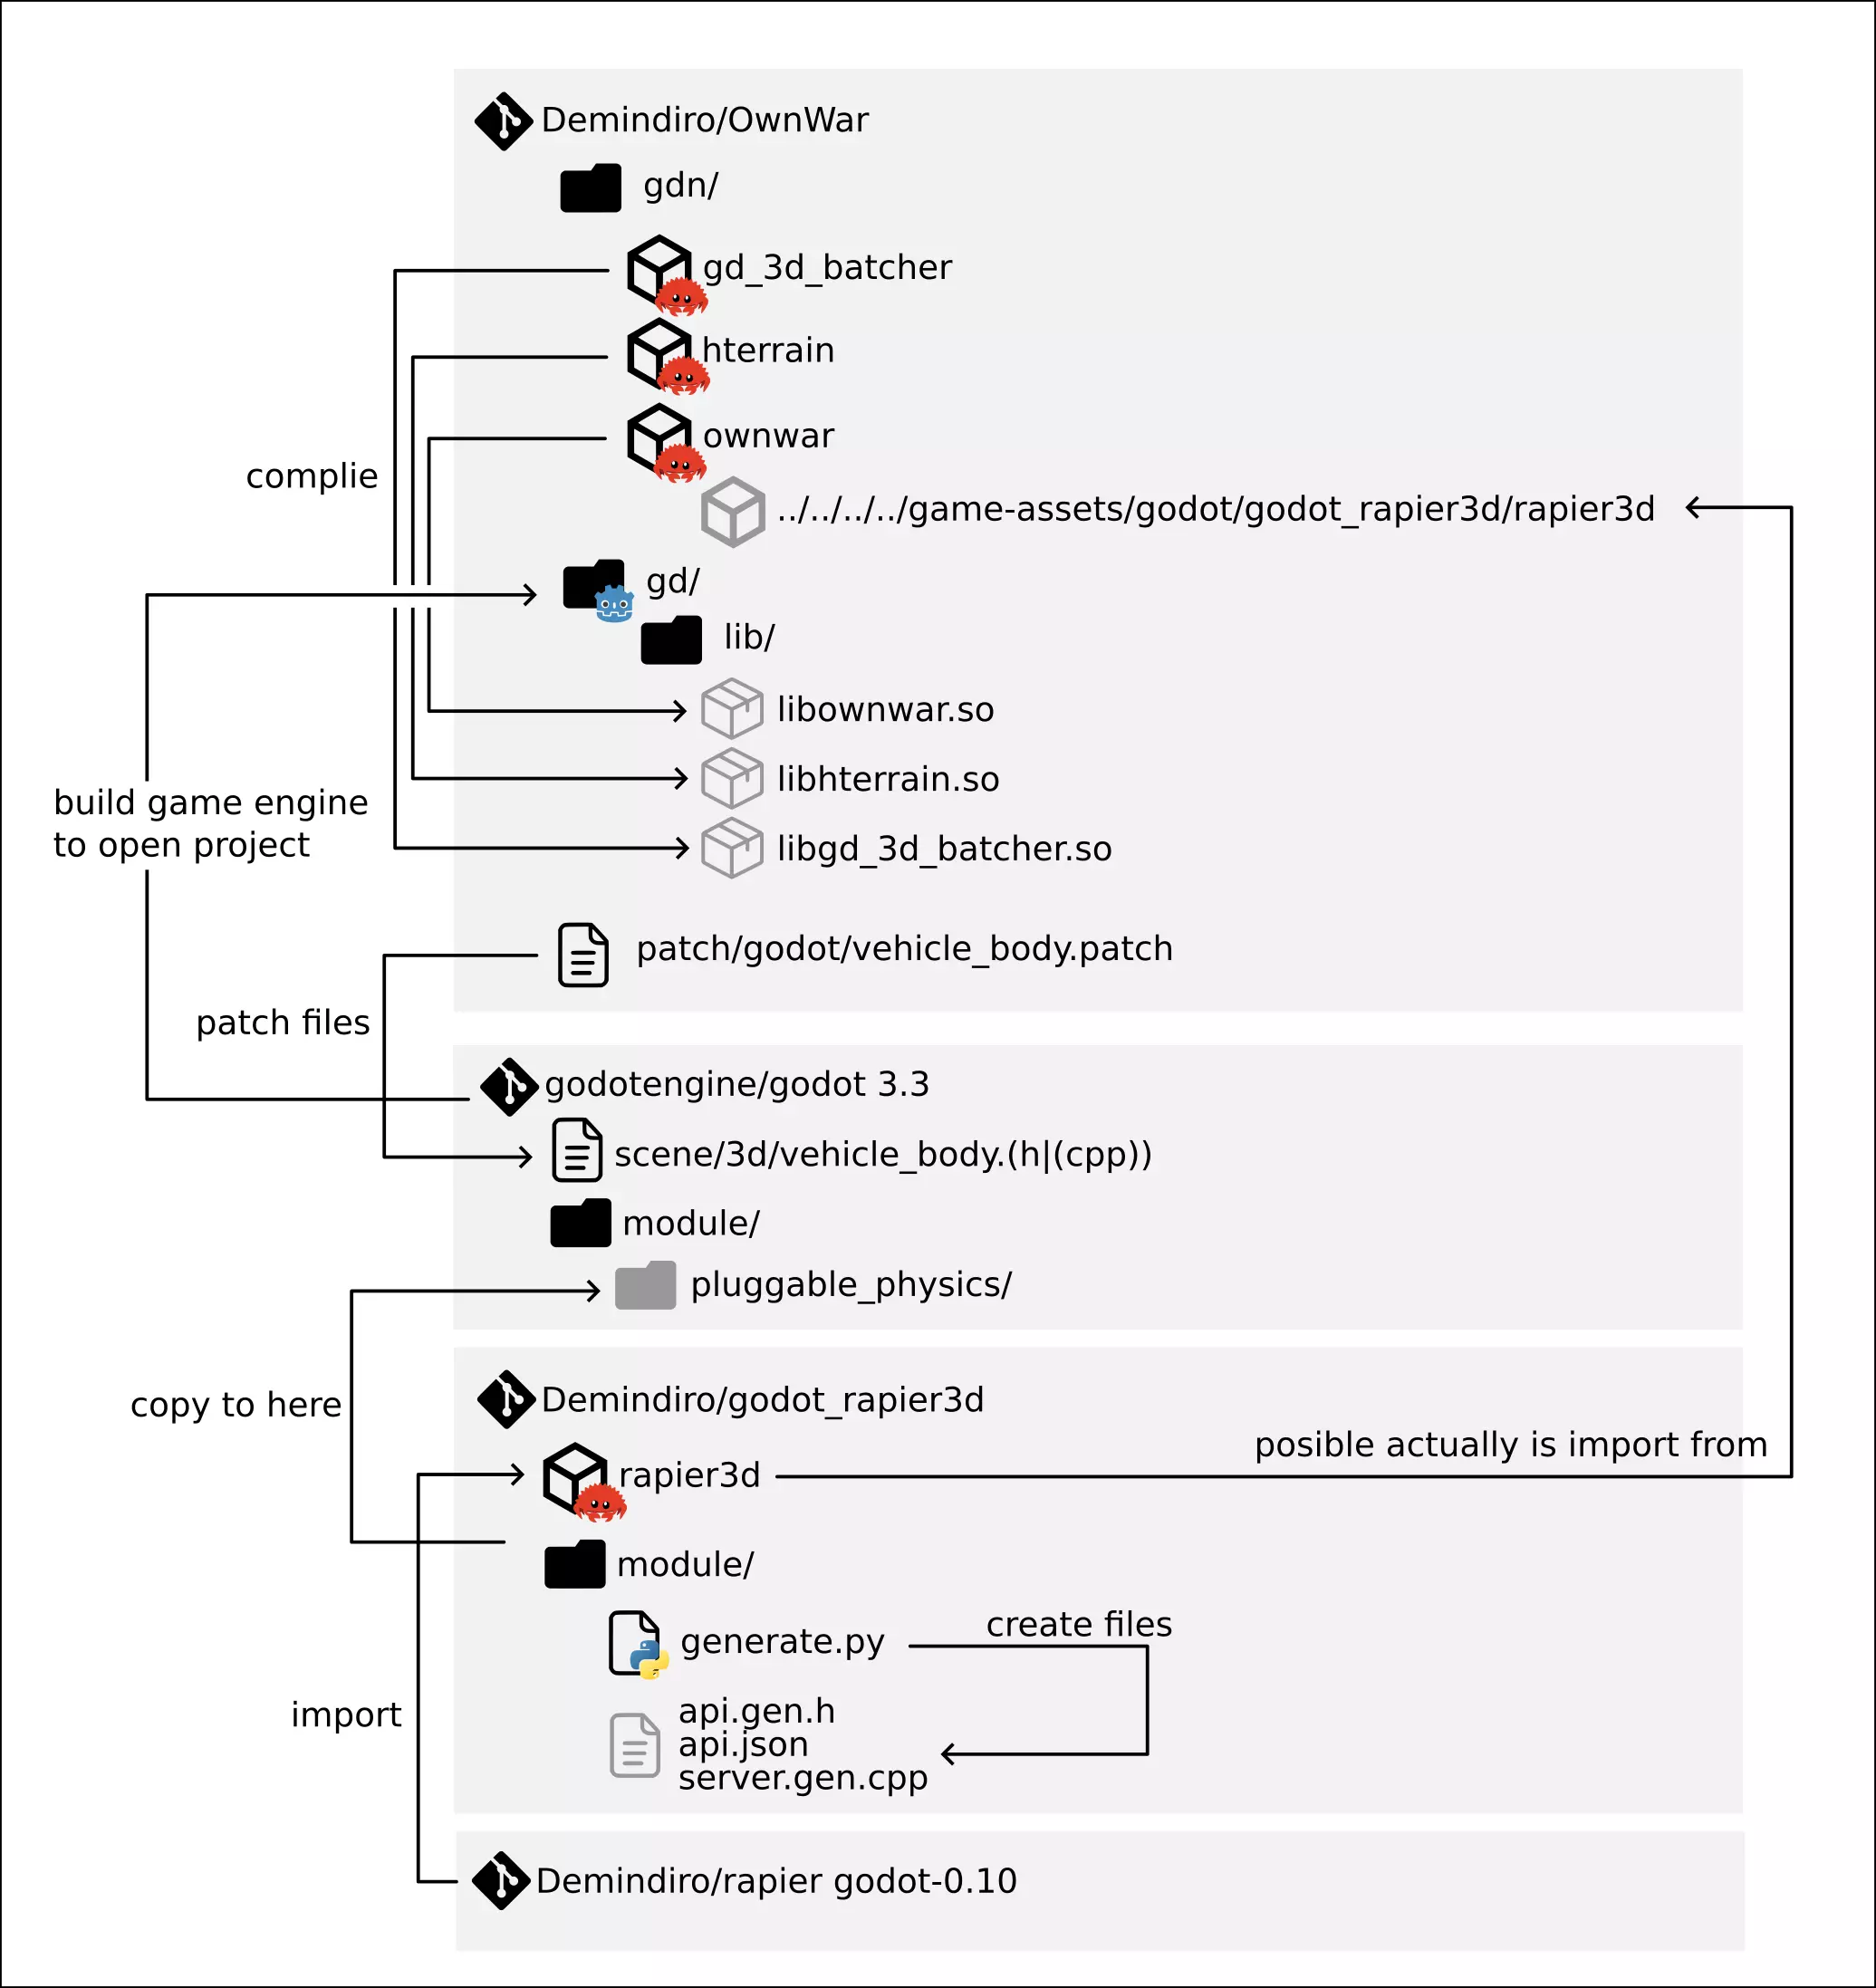 Demindiro/OwnWar
gdn/
gd_3d_batcher
hterrain
ownwar
complie
../../../../game-assets/godot/godot_rapier3d/rapier3d
gd/
lib/
libownwar.so
libhterrain.so
build game engine
to open project
libgd_3d_batcher.so
patch/godot/vehicle_body.patch
patch files
godotengine/godot 3.3
scene/3d/vehicle_body.(h|(cpp))
module/
pluggable_physics/
copy to here
Demindiro/godot_rapier3d
posible actually is import from
rapier3d
module/
create files
generate.py
import
api.gen.h
api.json
server.gen.cpp
Demindiro/rapier godot-0.10